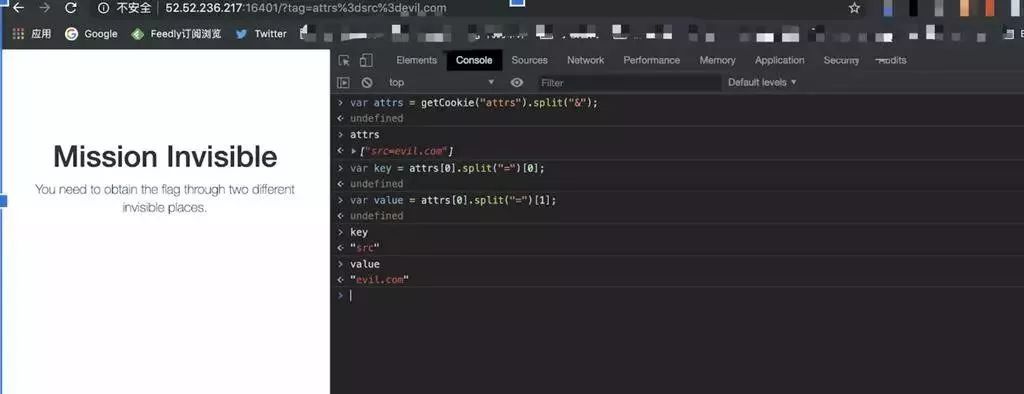 不安全 52.52.236.217:16401/?tag=attrs%3dsrc%3devil.com
应用 Google Feedly订阅浏览 Twitter
Elements Console Sources Network Performance Memory Application Security Audits
top Filter Default levels ▼
Mission Invisible
You need to obtain the flag through two different
invisible places.
> var attrs = getCookie("attrs").split("&");
< undefined
> attrs
< ▶ ["src=evil.com"]
> var key = attrs[0].split("=")[0];
< undefined
> var value = attrs[0].split("=")[1];
< undefined
> key
< "src"
> value
< "evil.com"
>